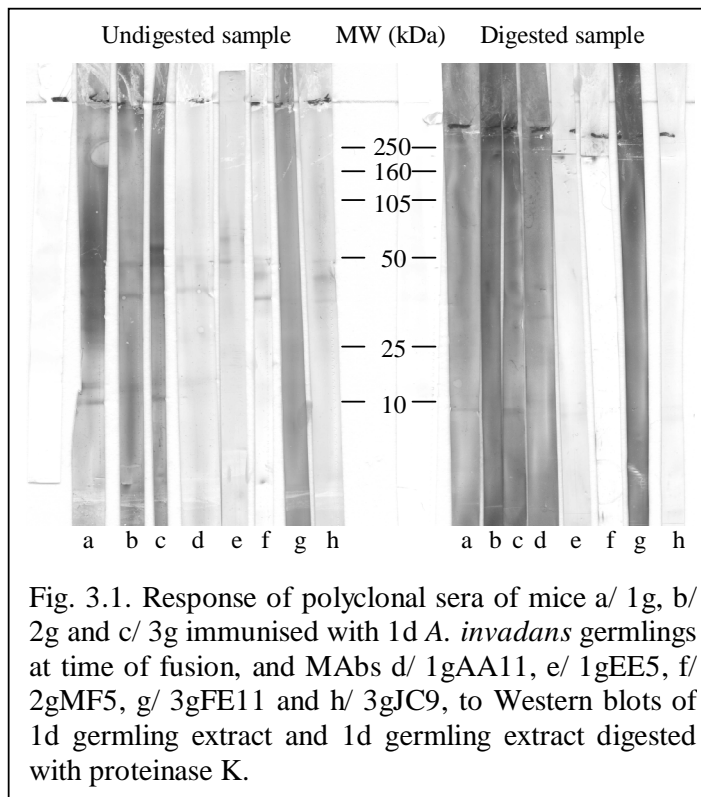 Undigested sample MW (kDa) Digested sample
250
160
105
50
25
10
a b c d e f g h a b c d e f g h
Fig. 3.1. Response of polyclonal sera of mice a/ 1g, b/
2g and c/ 3g immunised with 1d A. invadans germlings
at time of fusion, and MAbs d/ 1gAA11, e/ 1gEE5, f/
2gMF5, g/ 3gFE11 and h/ 3gJC9, to Western blots of
1d germling extract and 1d germling extract digested
with proteinase K.